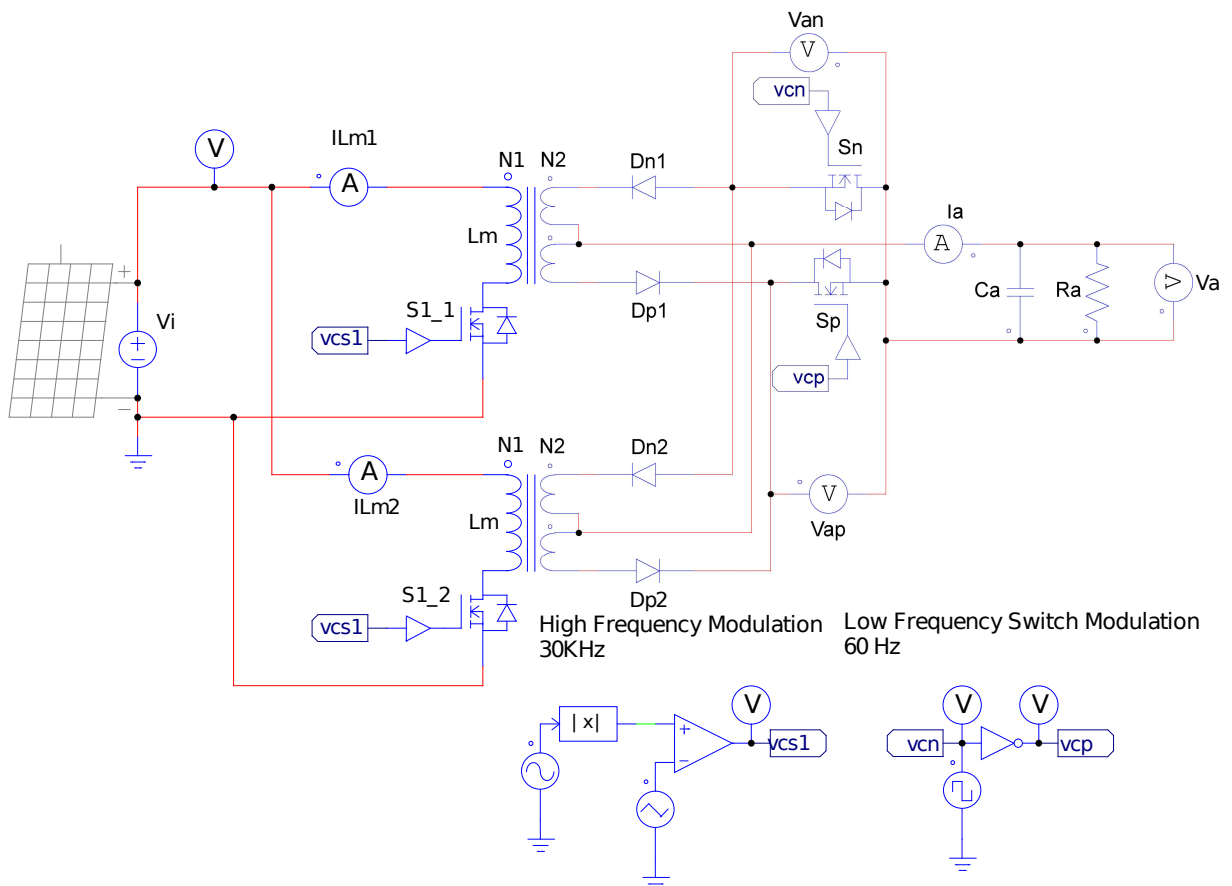 Van
V
vcn
V
ILm1
A
N1
N2
Dn1
Sn
Lm
Ia
A
+
Vi
+
−
−
S1_1
vcs1
Dp1
Sp
vcp
Ca
Ra
V
Va
N1
N2
Dn2
A
ILm2
Lm
V
Vap
S1_2
vcs1
Dp2
High Frequency Modulation
30KHz
Low Frequency Switch Modulation
60 Hz
|x|
+
−
V
vcs1
V
V
vcn
vcp